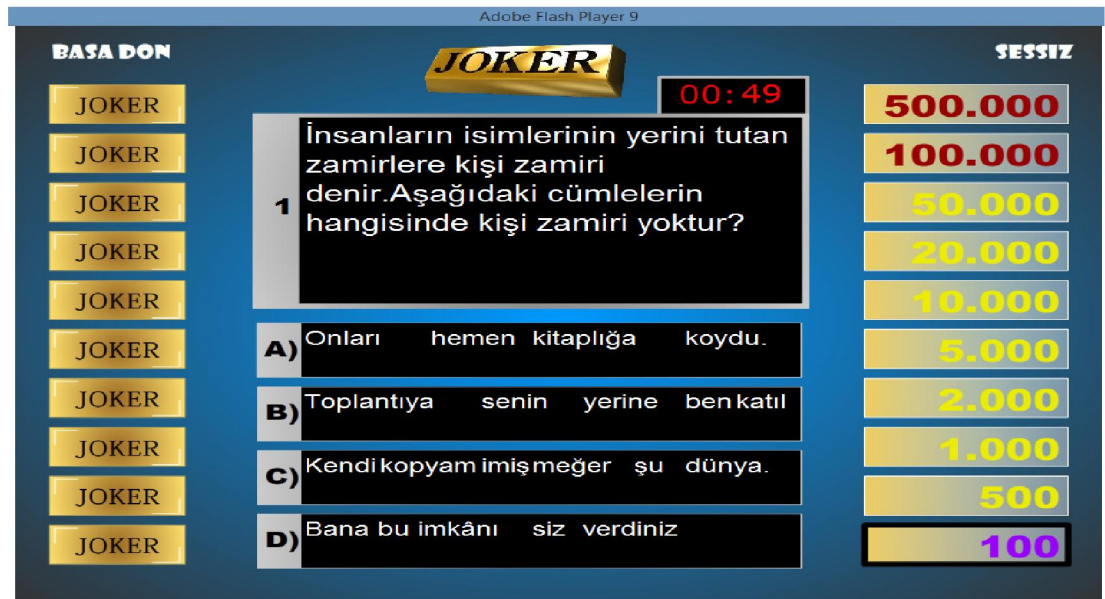 Adobe Flash Player 9
BASA DON
JOKER
SESSIZ
00:49
JOKER
JOKER
JOKER
JOKER
JOKER
JOKER
JOKER
JOKER
JOKER
JOKER
1
İnsanların isimlerinin yerini tutan
zamirlere kişi zamiri
denir.Aşağıdaki cümlelerin
hangisinde kişi zamiri yoktur?
A) Onları hemen kitaplığa koydu.
B) Toplantıya senin yerine ben katıl
C) Kendi kopyam imiş meğer şu dünya.
D) Bana bu imkânı siz verdiniz
500.000
100.000
50.000
20.000
10.000
5.000
2.000
1.000
500
100